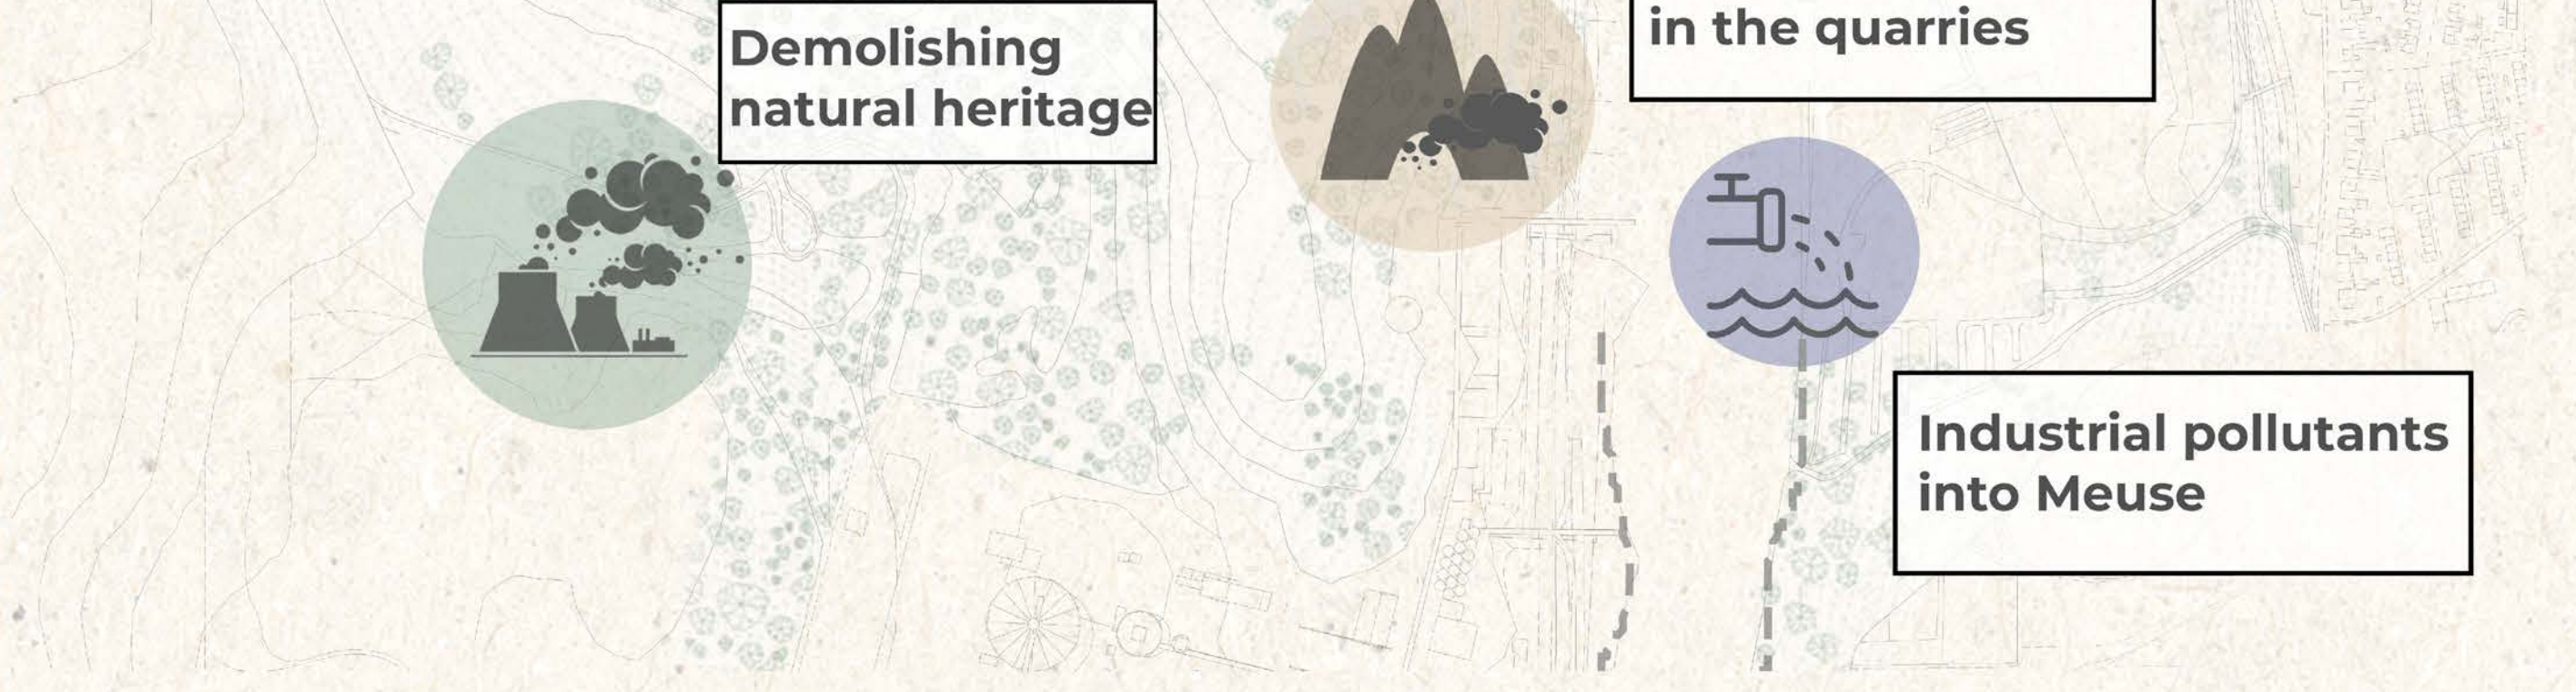 Demolishing
natural heritage
in the quarries
Industrial pollutants
into Meuse